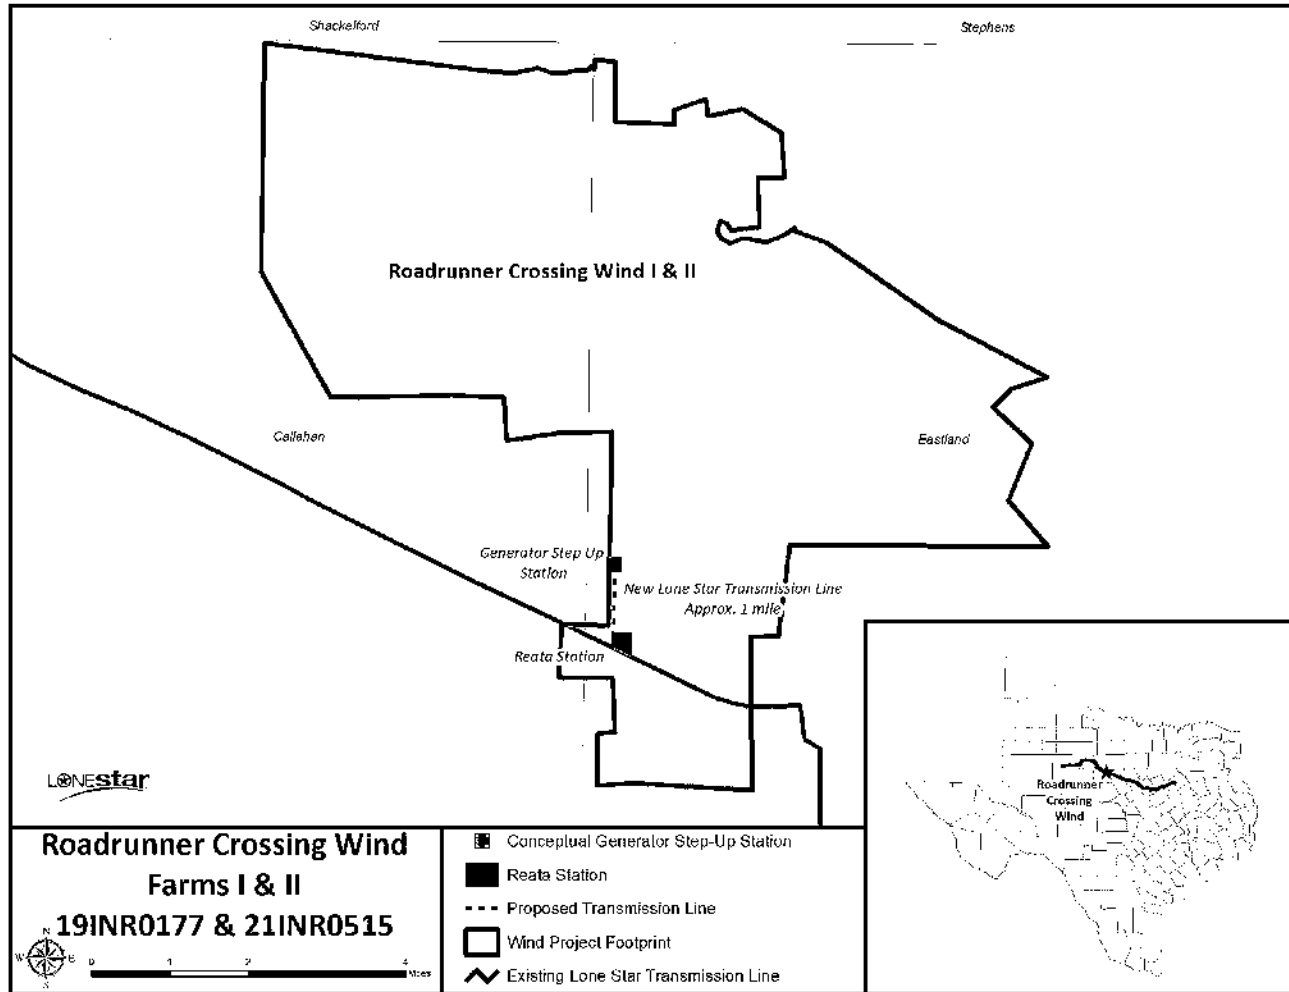 Shackelford
Stephens
Roadrunner Crossing Wind I & II
Callahan
Eastland
Generator Step Up
Station
New Lone Star Transmission Line
Approx. 1 mile
Reata Station
LONEstar
Roadrunner
Crossing
Wind
Roadrunner Crossing Wind
Farms I & II
19INR0177 & 21INR0515
N
W E
S
0 1 2 4
Miles
Conceptual Generator Step-Up Station
Reata Station
Proposed Transmission Line
Wind Project Footprint
Existing Lone Star Transmission Line